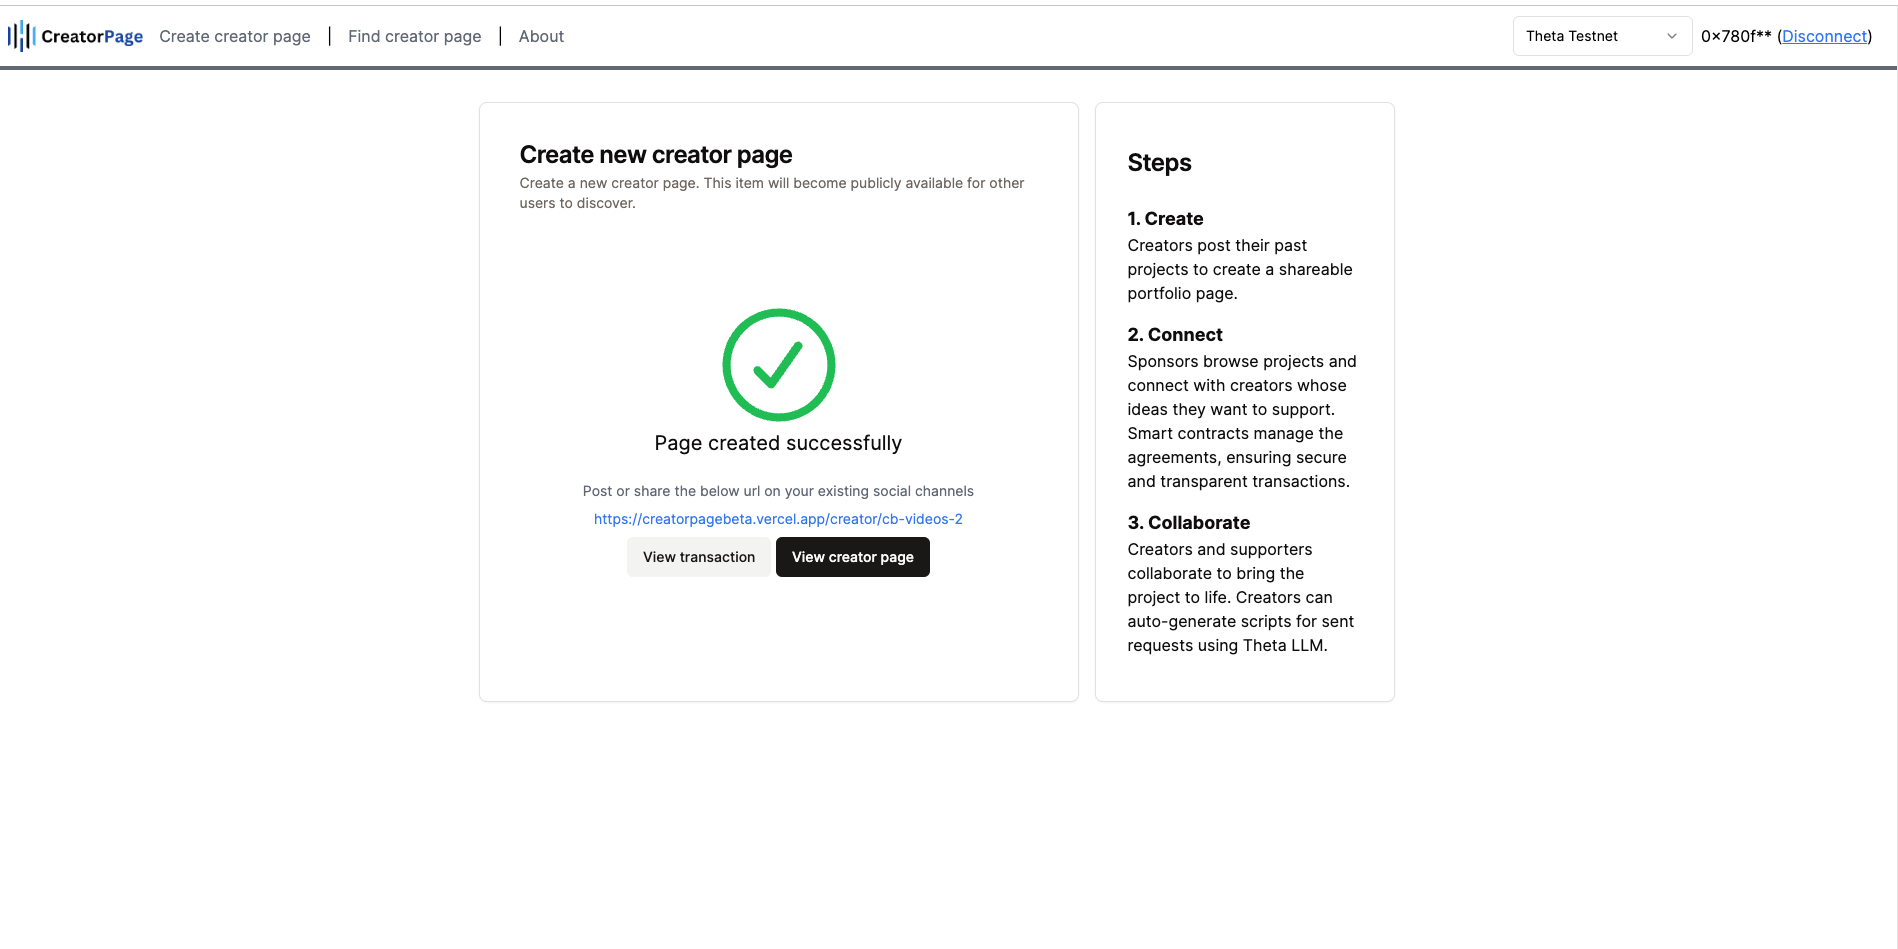 CreatorPage
Create creator page | Find creator page | About
Theta Testnet
0x780f** (Disconnect)
Create new creator page
Create a new creator page. This item will become publicly available for other
users to discover.
Page created successfully
Post or share the below url on your existing social channels
https://creatorpagebeta.vercel.app/creator/cb-videos-2
View transaction
View creator page
Steps
1. Create
Creators post their past
projects to create a shareable
portfolio page.
2. Connect
Sponsors browse projects and
connect with creators whose
ideas they want to support.
Smart contracts manage the
agreements, ensuring secure
and transparent transactions.
3. Collaborate
Creators and supporters
collaborate to bring the
project to life. Creators can
auto-generate scripts for sent
requests using Theta LLM.